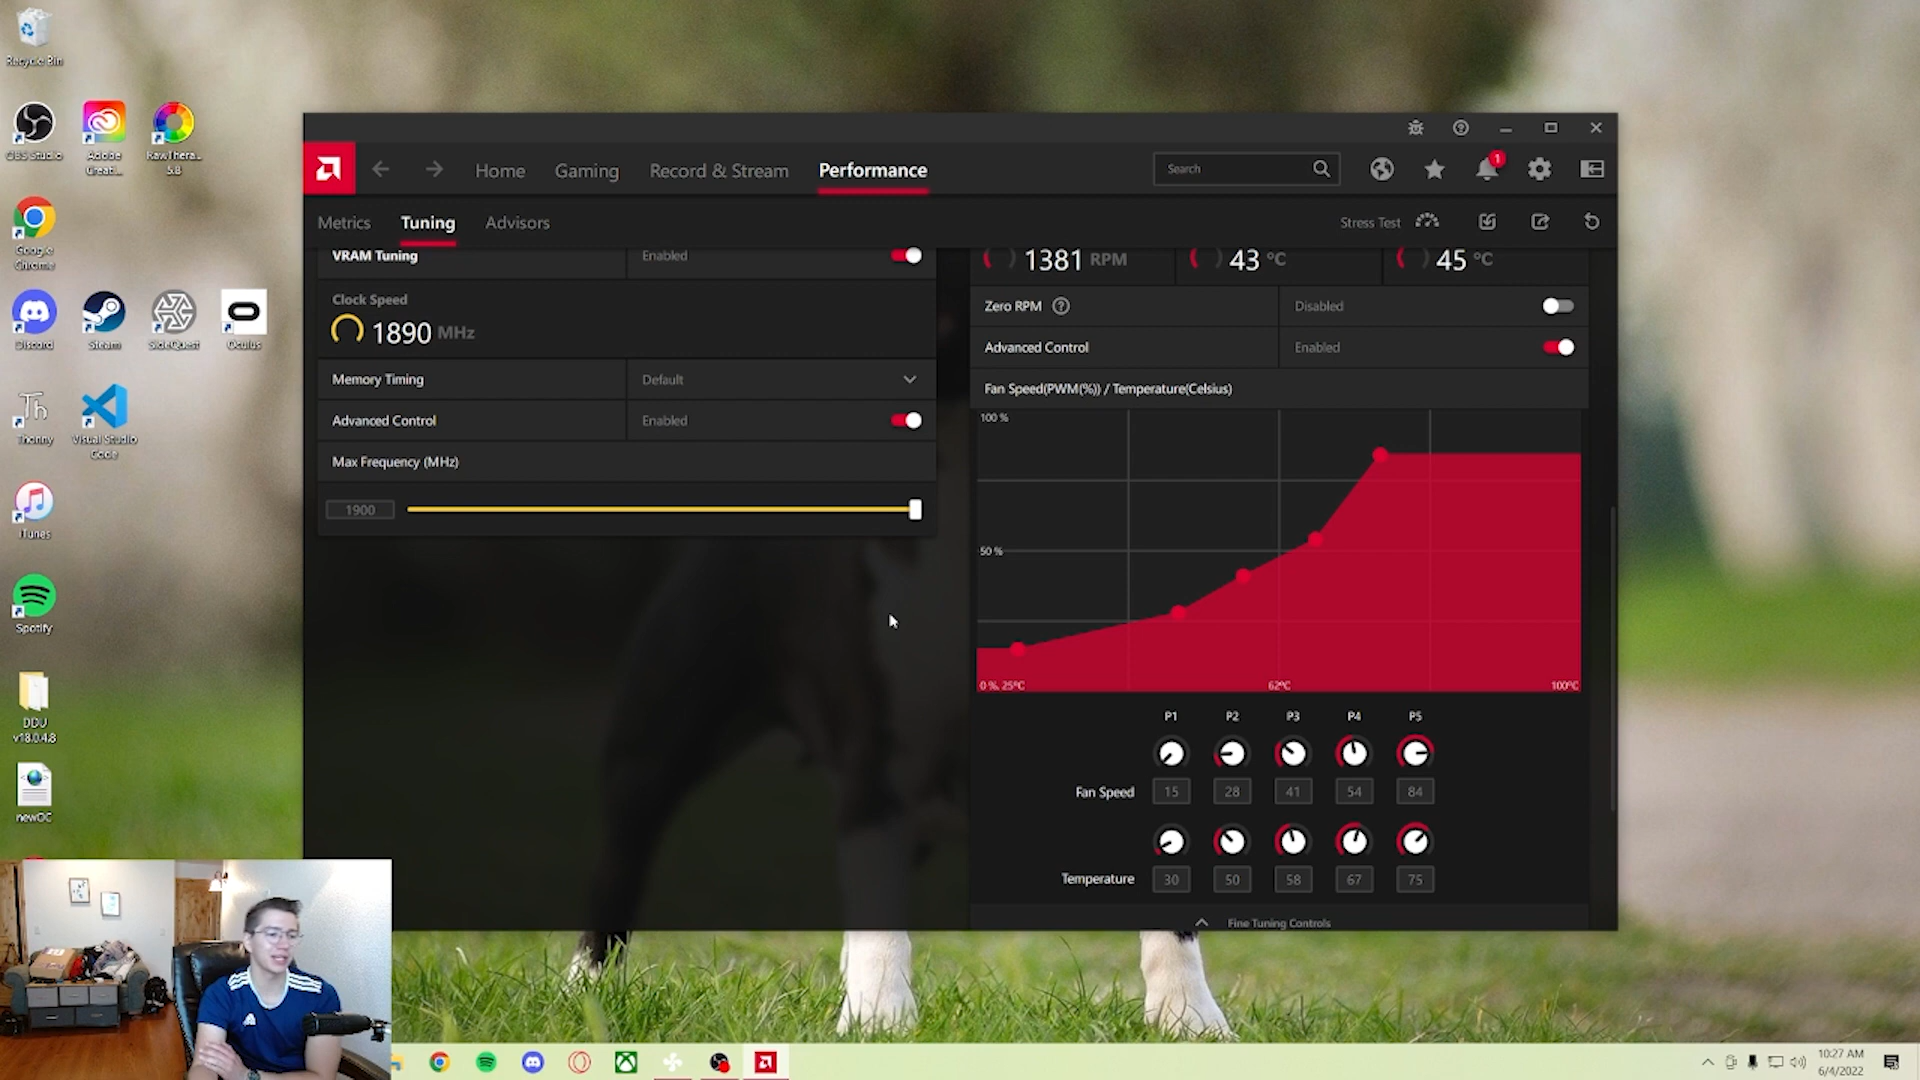 Recycle Bin
OBS Studio
Adobe Creati...
RawThera... 5.8
Google Chrome
Discord
Steam
SideQuest
Oculus
Thonny
Visual Studio Code
iTunes
Spotify
DDU v18.0.4.8
newOC
Home
Gaming
Record & Stream
Performance
Search
1
Metrics
Tuning
Advisors
Stress Test
VRAM Tuning
Enabled
Clock Speed
1890 MHz
Memory Timing
Default
Advanced Control
Enabled
Max Frequency (MHz)
1900
1381 RPM
43 °C
45 °C
Zero RPM ?
Disabled
Advanced Control
Enabled
Fan Speed(PWM(%)) / Temperature(Celsius)
100 %
50 %
0 %, 25°C
62°C
100°C
P1 P2 P3 P4 P5
Fan Speed 15 28 41 54 84
Temperature 30 50 58 67 75
Fine Tuning Controls
10:27 AM
6/4/2022